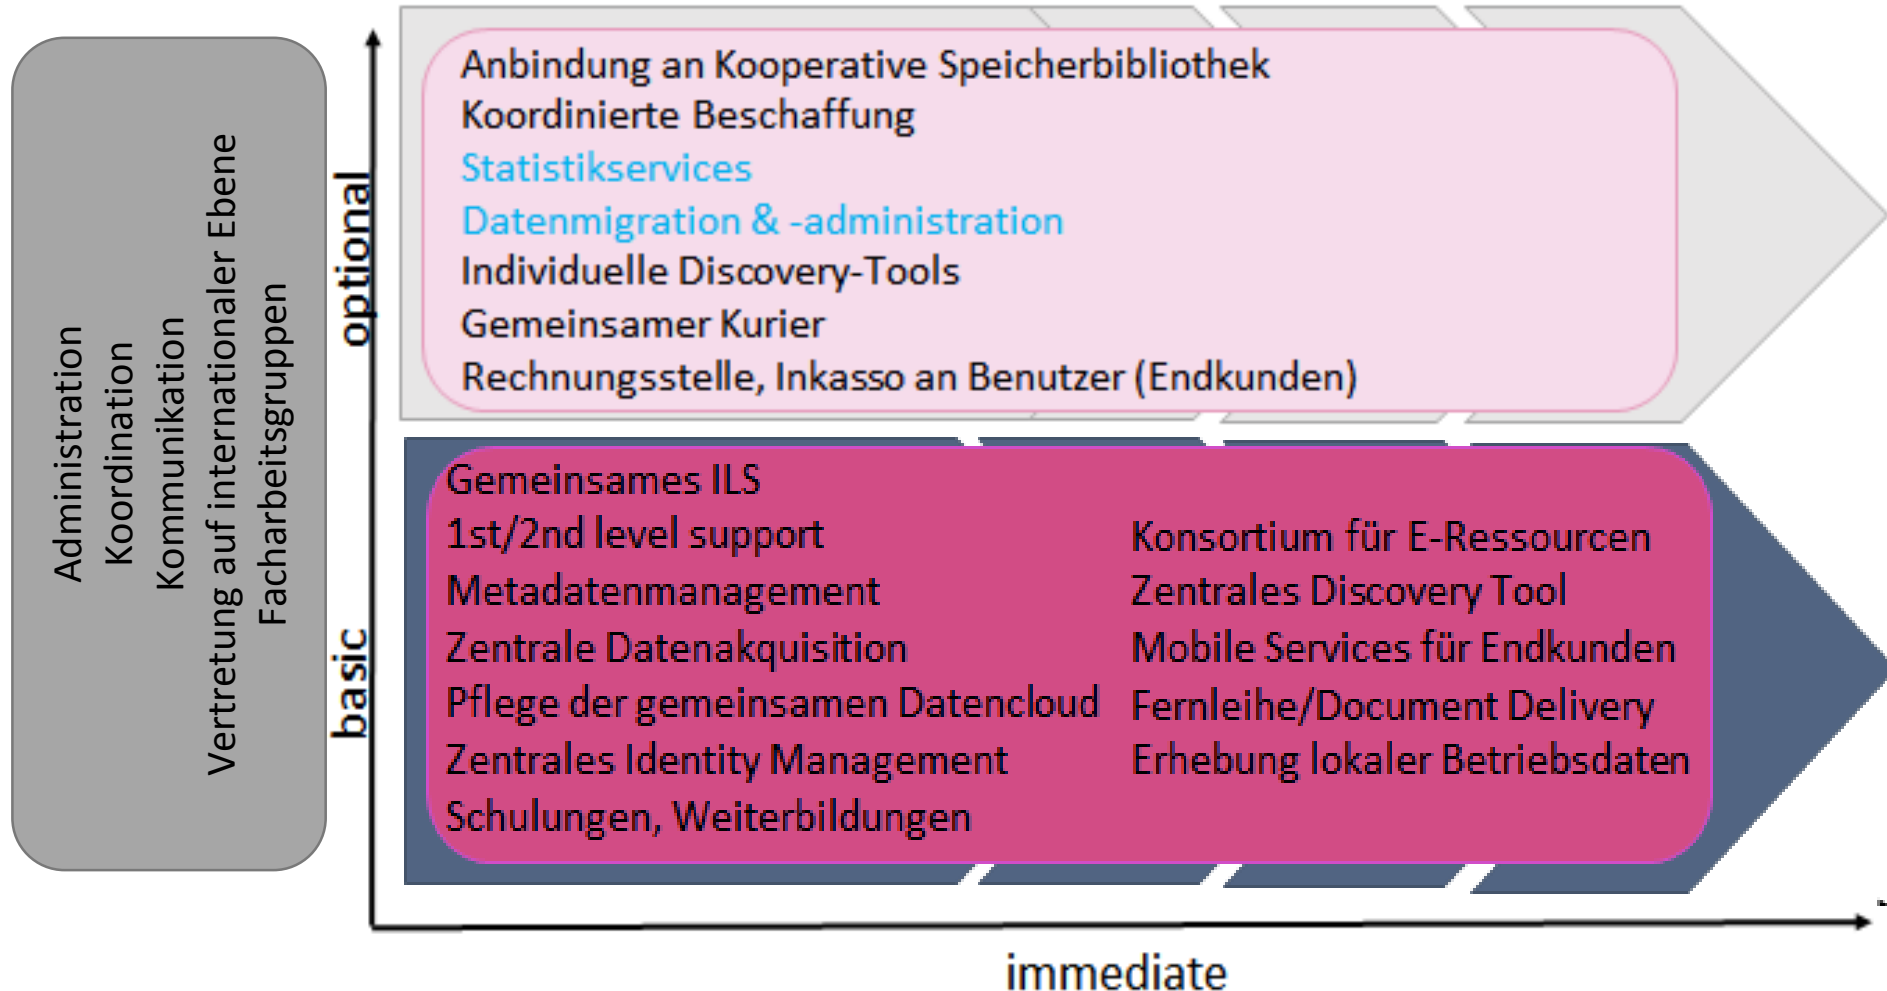 Administration
Koordination
Kommunikation
Vertretung auf internationaler Ebene
Facharbeitsgruppen
optional
Anbindung an Kooperative Speicherbibliothek
Koordinierte Beschaffung
Statistikservices
Datenmigration & -administration
Individuelle Discovery-Tools
Gemeinsamer Kurier
Rechnungsstelle, Inkasso an Benutzer (Endkunden)
basic
Gemeinsames ILS
1st/2nd level support
Metadatenmanagement
Zentrale Datenakquisition
Pflege der gemeinsamen Datencloud
Zentrales Identity Management
Schulungen, Weiterbildungen
Konsortium für E-Ressourcen
Zentrales Discovery Tool
Mobile Services für Endkunden
Fernleihe/Document Delivery
Erhebung lokaler Betriebsdaten
immediate